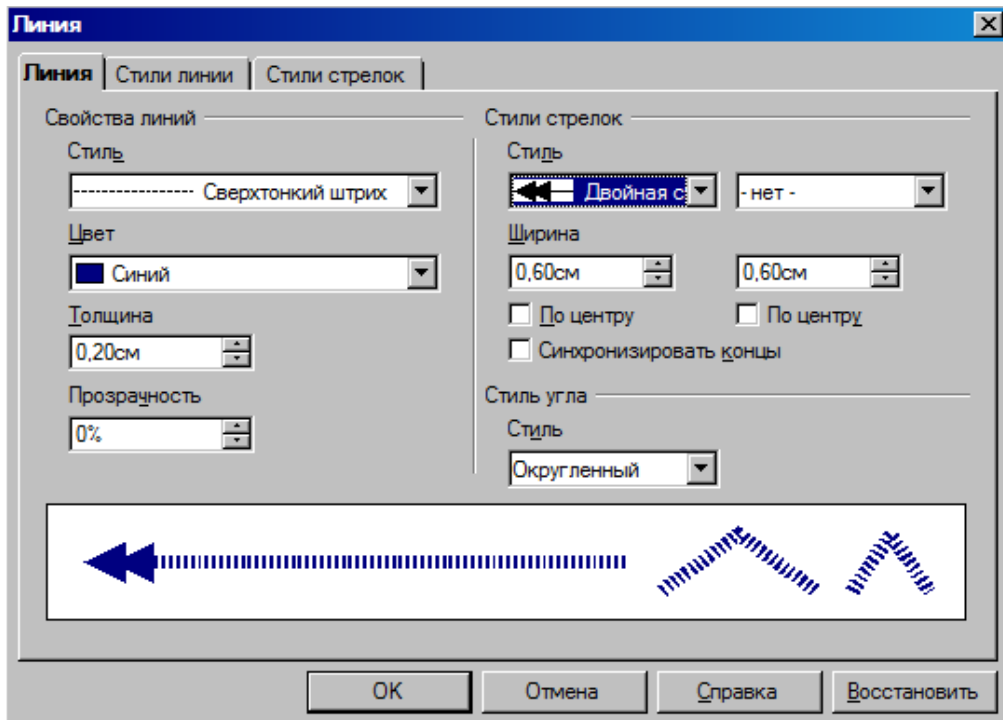 Линия
Линия
Стили линии
Стили стрелок
Свойства линий
Стиль
Сверхтонкий штрих
Цвет
Синий
Толщина
0,20см
Прозрачность
0%
Стили стрелок
Стиль
Двойная с
- нет -
Ширина
0,60см
0,60см
По центру
По центру
Синхронизировать концы
Стиль угла
Стиль
Округленный
OK
Отмена
Справка
Восстановить